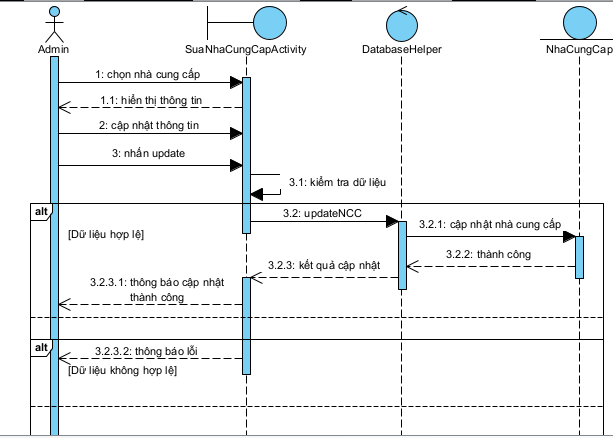 Admin
SuaNhaCungCapActivity
DatabaseHelper
NhaCungCap
1: chọn nhà cung cấp
1.1: hiển thị thông tin
2: cập nhật thông tin
3: nhấn update
3.1: kiểm tra dữ liệu
alt
3.2: updateNCC
[Dữ liệu hợp lệ]
3.2.1: cập nhật nhà cung cấp
3.2.2: thành công
3.2.3: kết quả cập nhật
3.2.3.1: thông báo cập nhật
thành công
alt
3.2.3.2: thông báo lỗi
[Dữ liệu không hợp lệ]